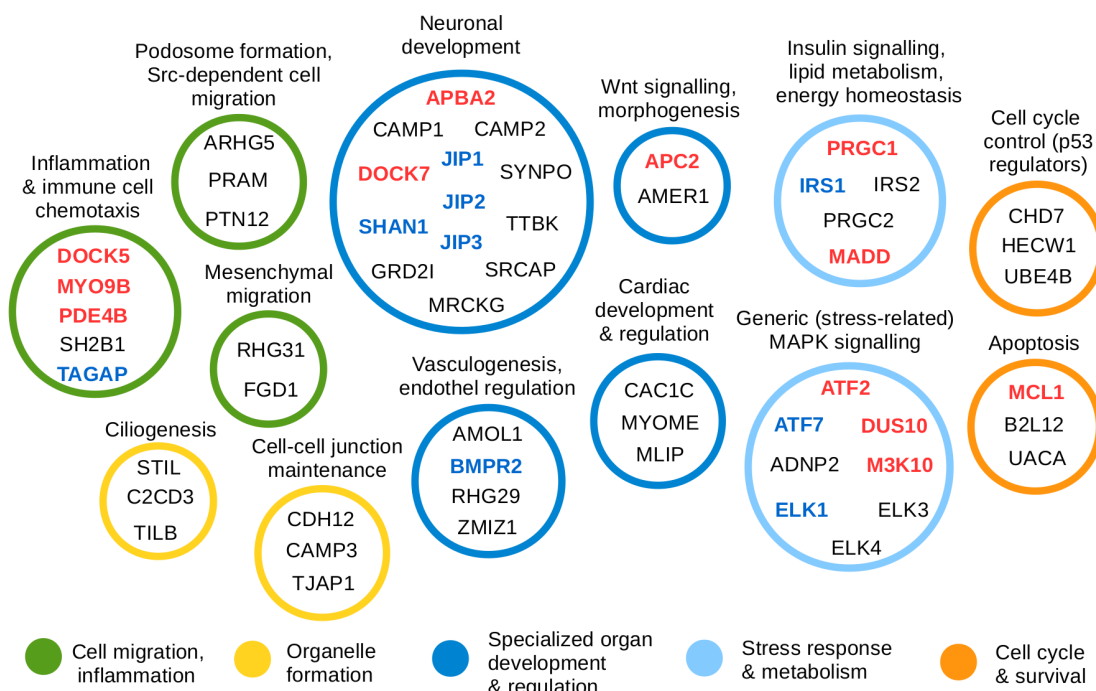 Neuronal
development
APBA2
CAMP1 CAMP2
JIP1
DOCK7 SYNPO
JIP2
SHAN1 TTBK
JIP3
GRD2I SRCAP
MRCKG
Podosome formation,
Src-dependent cell
migration
ARHG5
PRAM
PTN12
Wnt signalling,
morphogenesis
APC2
AMER1
Insulin signalling,
lipid metabolism,
energy homeostasis
PRGC1
IRS1 IRS2
PRGC2
MADD
Cell cycle
control (p53
regulators)
CHD7
HECW1
UBE4B
Inflammation
& immune cell
chemotaxis
DOCK5
MYO9B
PDE4B
SH2B1
TAGAP
Mesenchymal
migration
RHG31
FGD1
Cardiac
development
& regulation
CAC1C
MYOME
MLIP
Generic (stress-related)
MAPK signalling
ATF2
ATF7 DUS10
ADNP2 M3K10
ELK1 ELK3
ELK4
Apoptosis
MCL1
B2L12
UACA
Vasculogenesis,
endothel regulation
AMOL1
BMPR2
RHG29
ZMIZ1
Ciliogenesis
STIL
C2CD3
TILB
Cell-cell junction
maintenance
CDH12
CAMP3
TJAP1
Cell migration,
inflammation
Organelle
formation
Specialized organ
development
& regulation
Stress response
& metabolism
Cell cycle
& survival